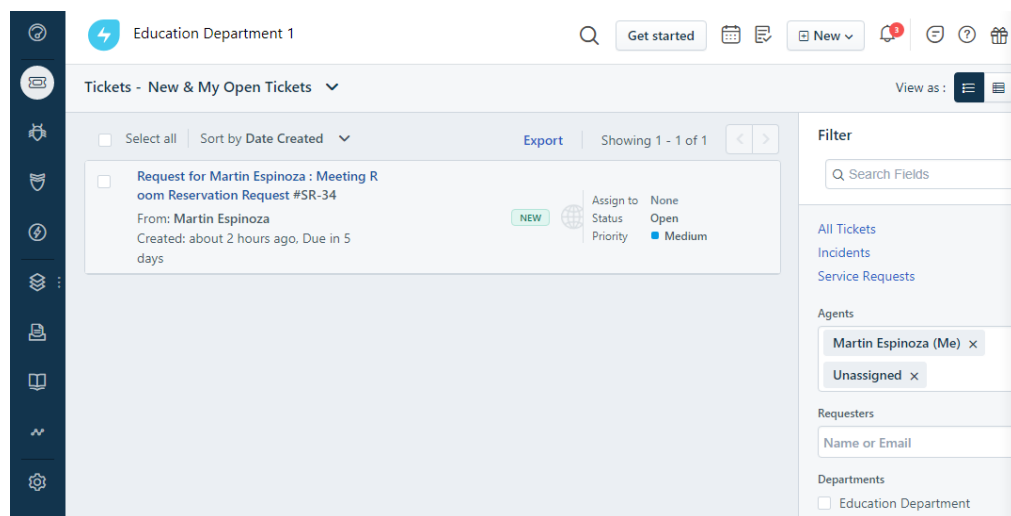 Education Department 1
Get started
New
3
Tickets - New & My Open Tickets
View as :
Select all
Sort by Date Created
Export
Showing 1 - 1 of 1
Request for Martin Espinoza : Meeting R
oom Reservation Request #SR-34
From: Martin Espinoza
Created: about 2 hours ago, Due in 5
days
NEW
Assign to None
Status Open
Priority Medium
Filter
Search Fields
All Tickets
Incidents
Service Requests
Agents
Martin Espinoza (Me) ×
Unassigned ×
Requesters
Name or Email
Departments
Education Department